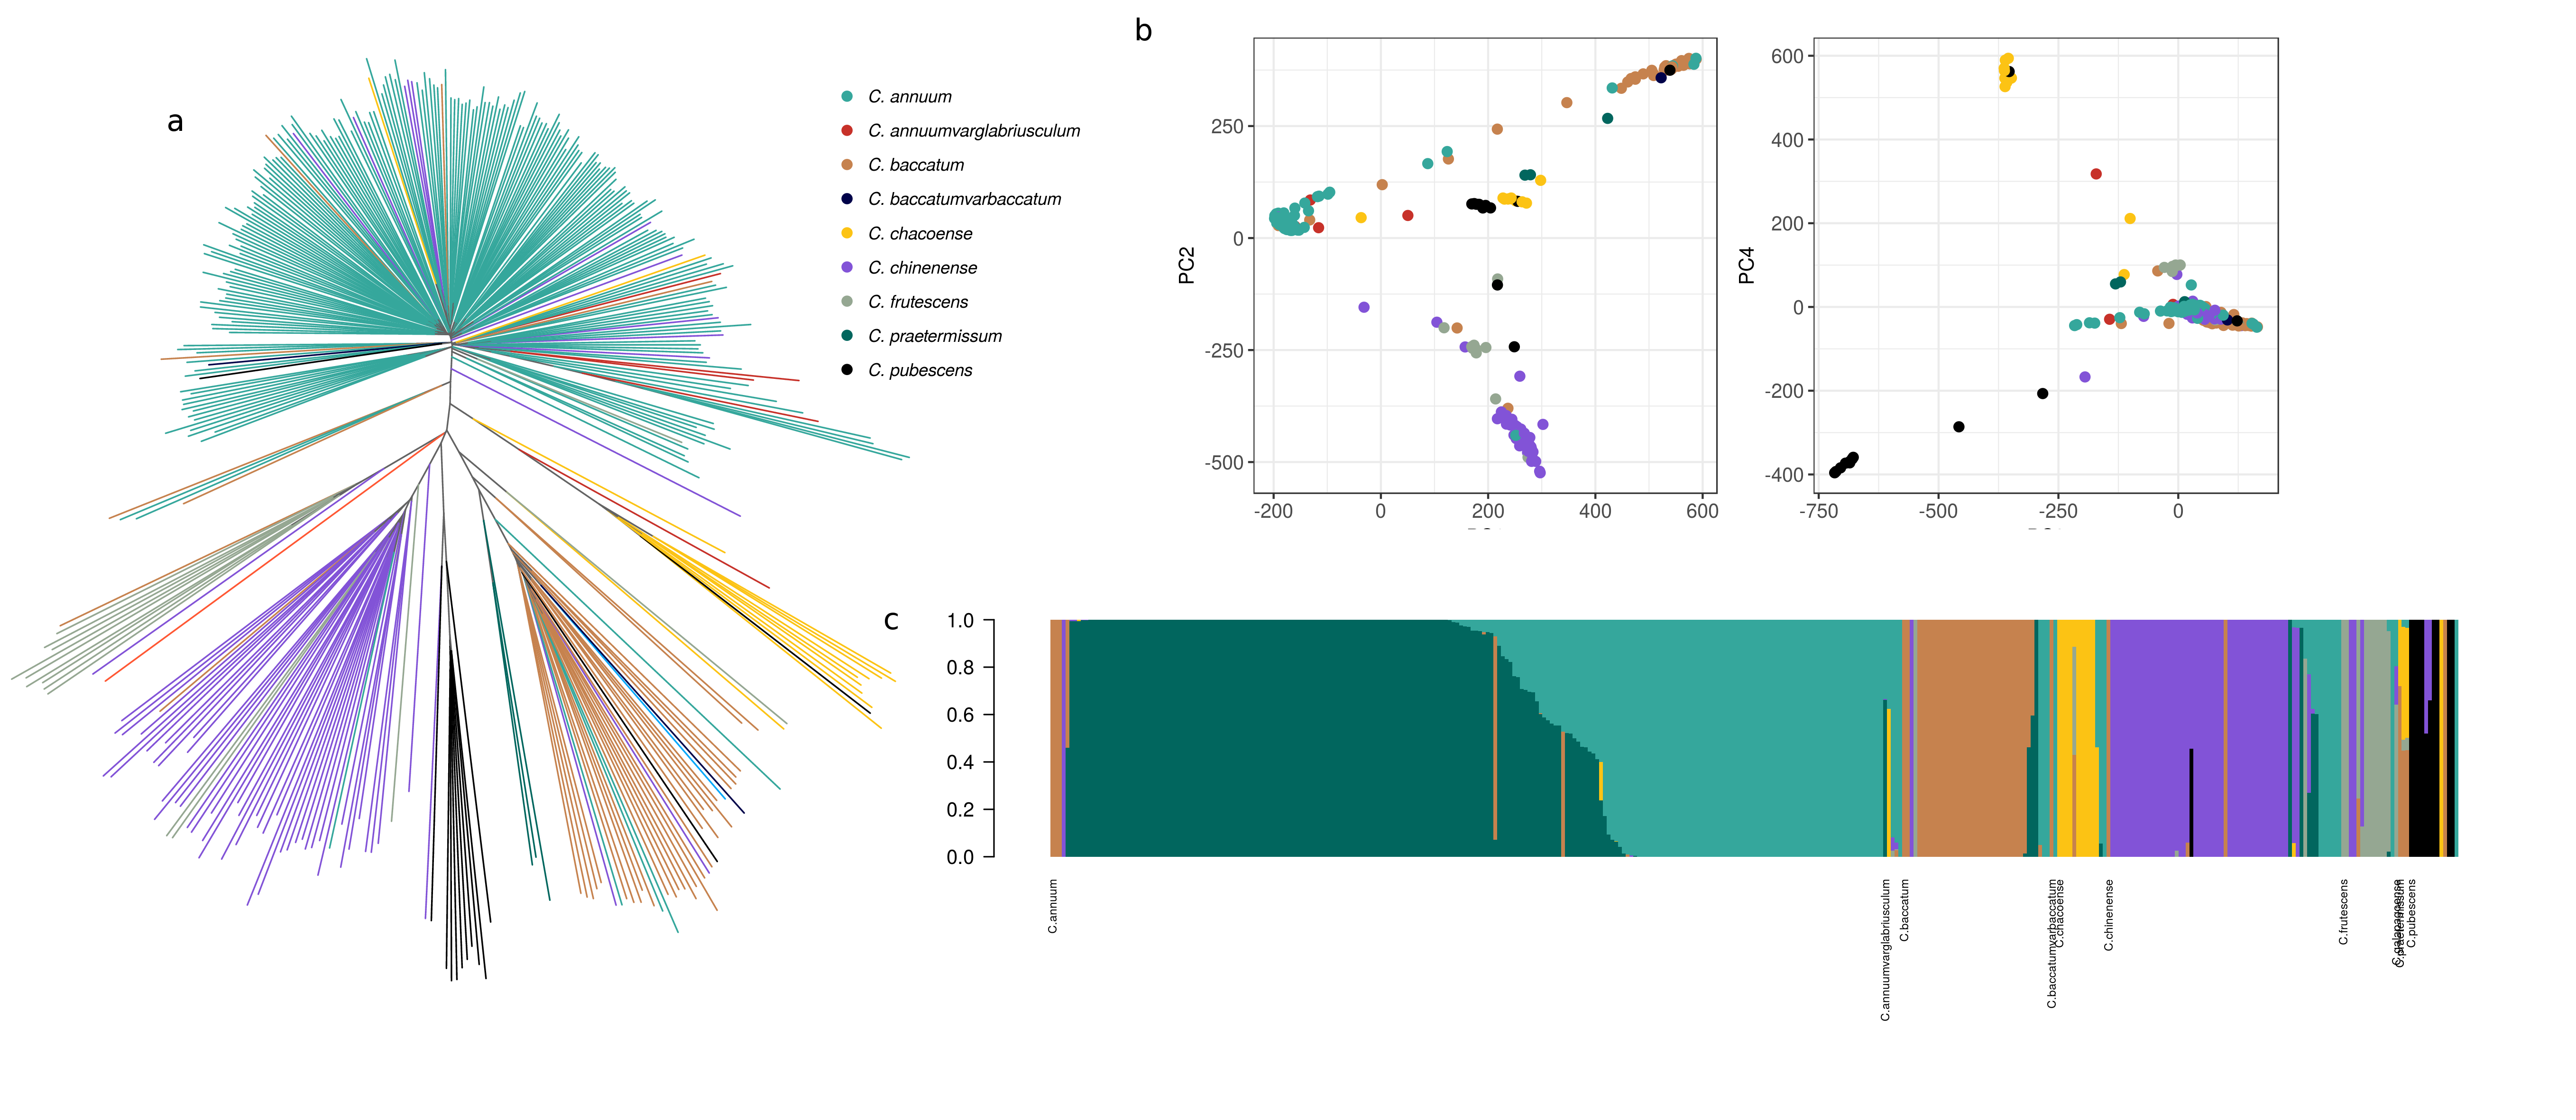 a
C. annuum
C. annuumvarglabriusculum
C. baccatum
C. baccatumvarbaccatum
C. chacoense
C. chinenense
C. frutescens
C. praetermissum
C. pubescens
b
250
0
-250
-500
PC2
-200
0
200
400
600
600
400
200
0
-200
-400
PC4
-750
-500
-250
0
c
1.0
0.8
0.6
0.4
0.2
0.0
C.annuum
C.annuumvarglabriusculum
C.baccatum
C.baccatumvarbaccatum
C.chacoense
C.chinenense
C.frutescens
C.praetermissum
C.pubescens